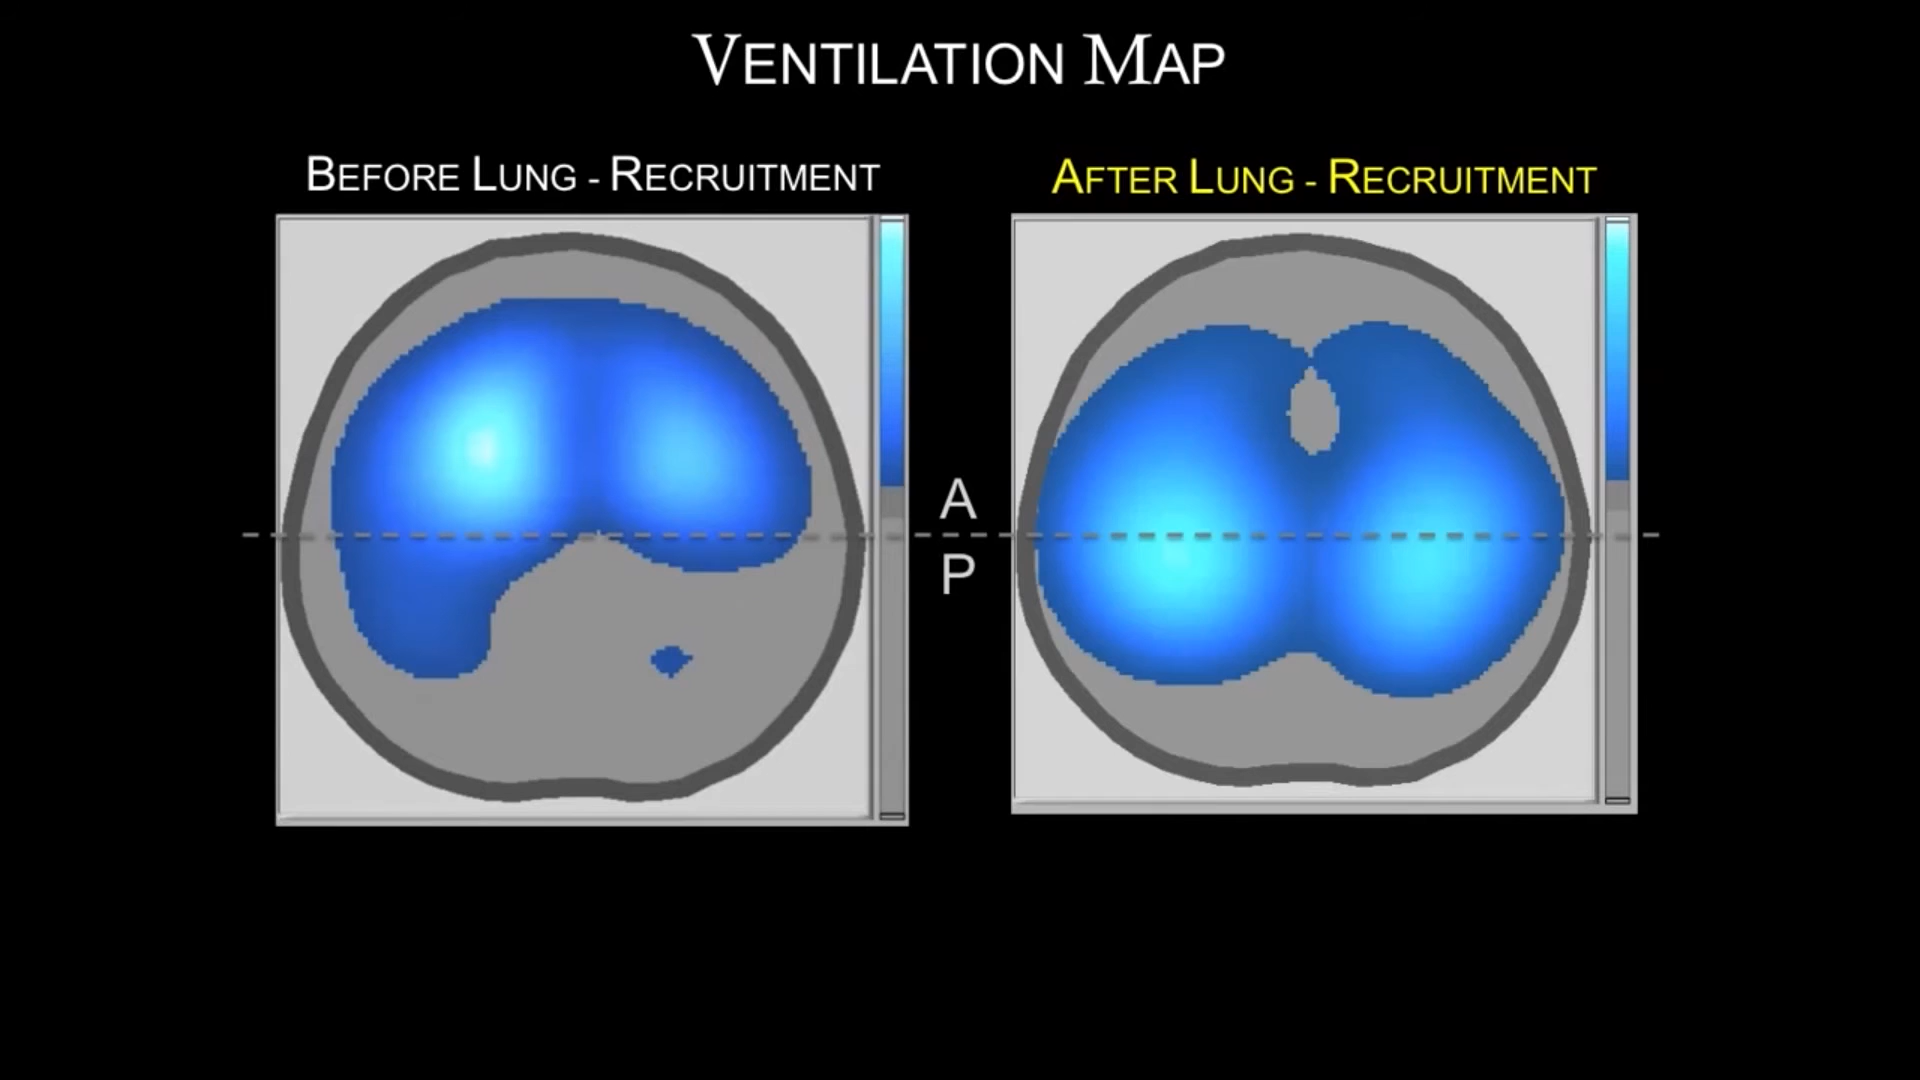 VENTILATION MAP
BEFORE LUNG - RECRUITMENT
AFTER LUNG - RECRUITMENT
A
P